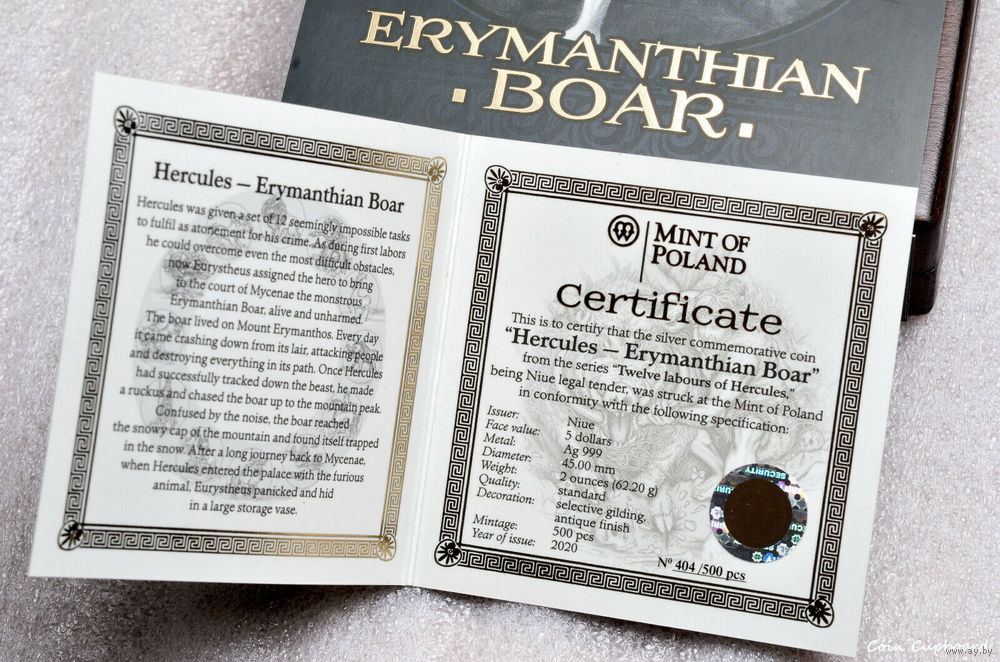 ERYMANTHIAN
· BOAR ·
Hercules – Erymanthian Boar
Hercules was given a set of 12 seemingly impossible tasks
to fulfil as atonement for his crime. As during first labors
he could overcome even the most difficult obstacles,
now Eurystheus assigned the hero to bring
to the court of Mycenae the monstrous
Erymanthian Boar, alive and unharmed.
The boar lived on Mount Erymanthos. Every day
it came crashing down from its lair, attacking people
and destroying everything in its path. Once Hercules
had successfully tracked down the beast, he made
a ruckus and chased the boar up to the mountain peak.
Confused by the noise, the boar reached
the snowy cap of the mountain and found itself trapped
in the snow. After a long journey back to Mycenae,
when Hercules entered the palace with the furious
animal, Eurystheus panicked and hid
in a large storage vase.
MINT OF
POLAND
Certificate
This is to certify that the silver commemorative coin
“Hercules – Erymanthian Boar”
from the series “Twelve labours of Hercules,”
being Niue legal tender, was struck at the Mint of Poland
in conformity with the following specification:
Issuer: Niue
Face value: 5 dollars
Metal: Ag 999
Diameter: 45.00 mm
Weight: 2 ounces (62.20 g)
Quality: standard
Decoration: selective gilding,
antique finish
Mintage: 500 pcs
Year of issue: 2020
Nº 404 /500 pcs
SECURITY
www.ay.by